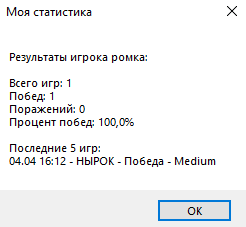 Моя статистика
Результаты игрока ромка:
Всего игр: 1
Побед: 1
Поражений: 0
Процент побед: 100,0%
Последние 5 игр:
04.04 16:12 - НЫРОК - Победа - Medium
ОК